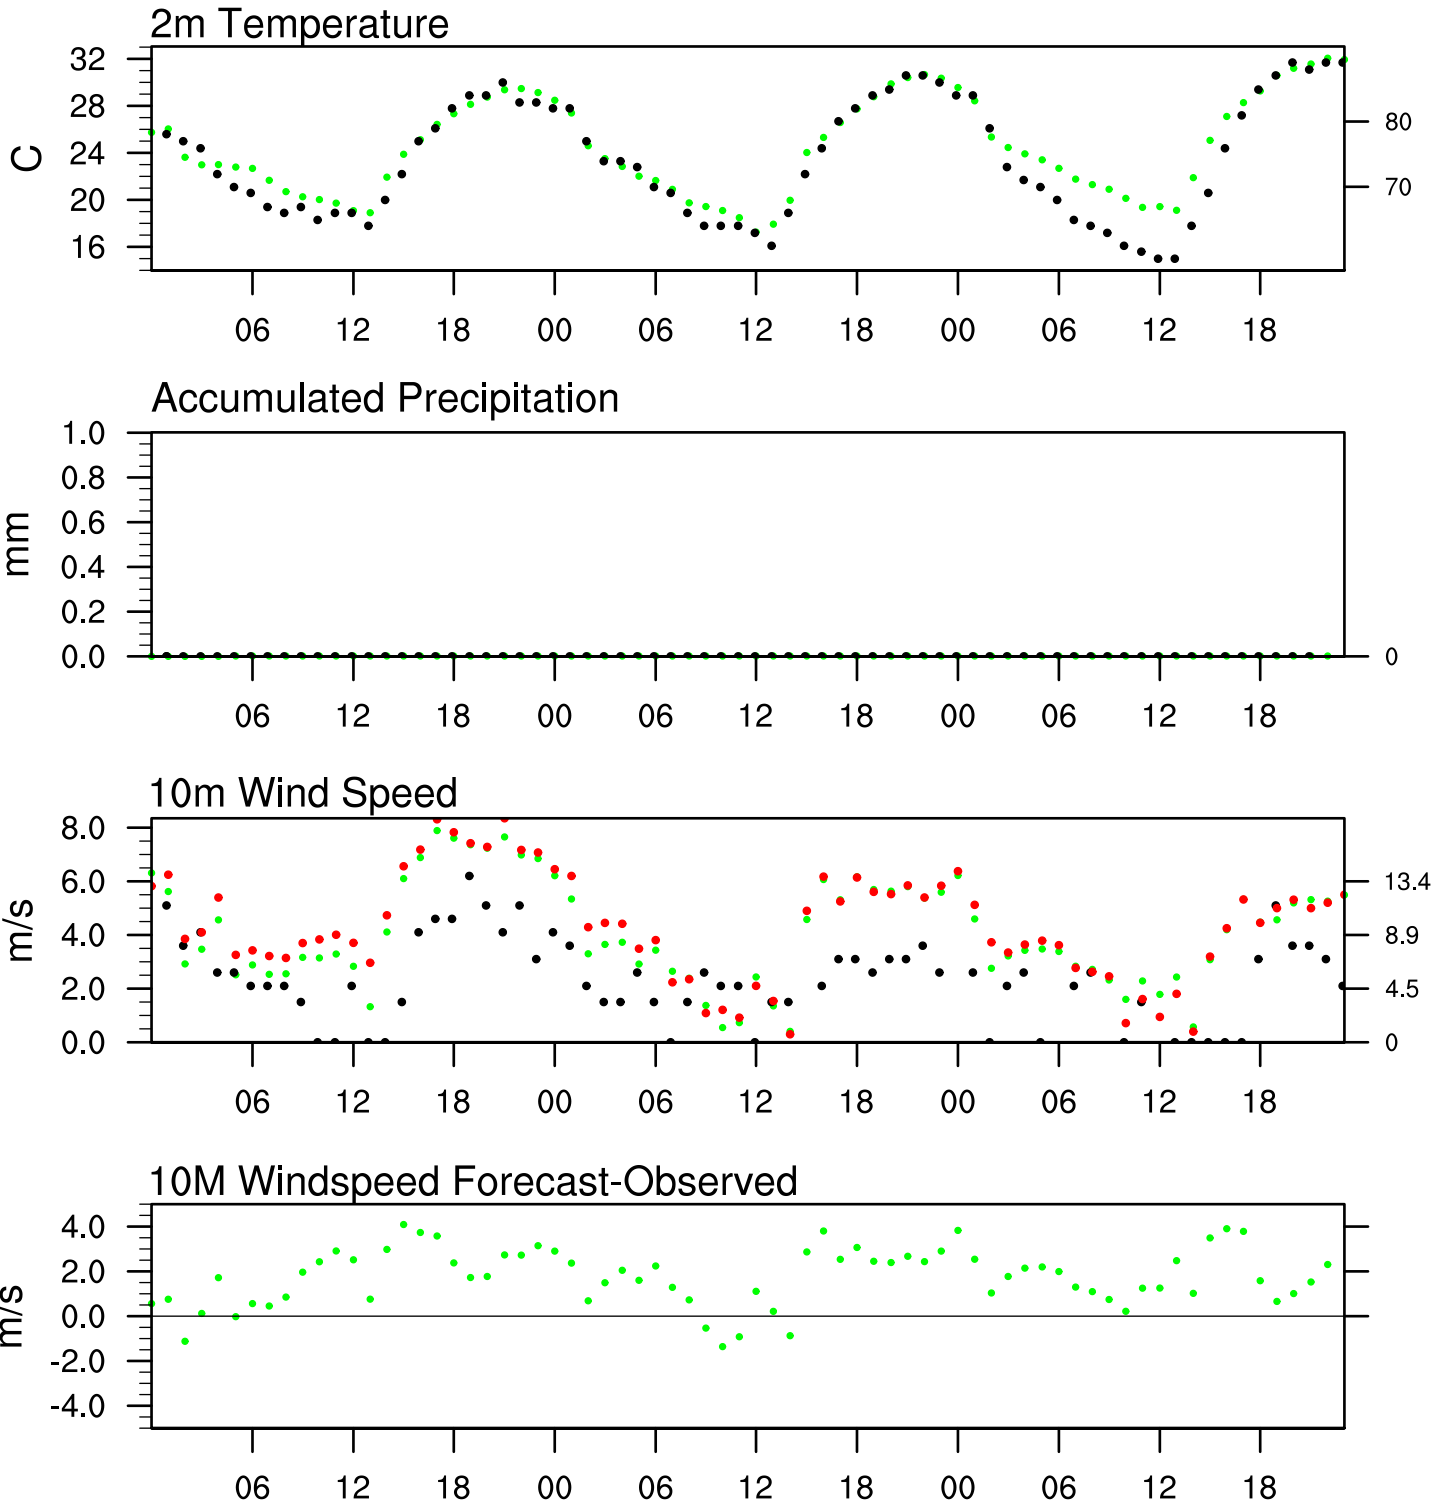 2m Temperature
32
28
24
20
16
C
80
70
06 12 18 00 06 12 18 00 06 12 18
Accumulated Precipitation
1.0
0.8
0.6
0.4
0.2
0.0
mm
0
06 12 18 00 06 12 18 00 06 12 18
10m Wind Speed
8.0
6.0
4.0
2.0
0.0
m/s
13.4
8.9
4.5
0
06 12 18 00 06 12 18 00 06 12 18
10M Windspeed Forecast-Observed
4.0
2.0
0.0
-2.0
-4.0
m/s
06 12 18 00 06 12 18 00 06 12 18